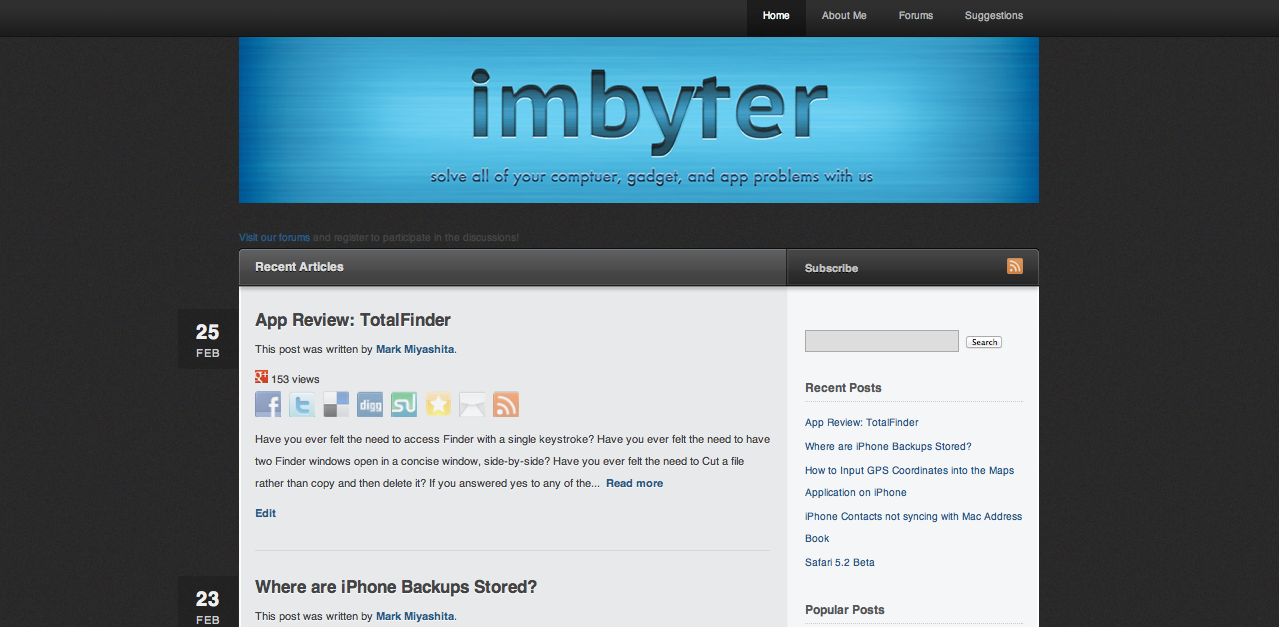 Home About Me Forums Suggestions
imbyter
solve all of your comptuer, gadget, and app problems with us
Visit our forums and register to participate in the discussions!
Recent Articles
Subscribe
25
FEB
App Review: TotalFinder
This post was written by Mark Miyashita.
153 views
digg
Have you ever felt the need to access Finder with a single keystroke? Have you ever felt the need to have
two Finder windows open in a concise window, side-by-side? Have you ever felt the need to Cut a file
rather than copy and then delete it? If you answered yes to any of the... Read more
Edit
23
FEB
Where are iPhone Backups Stored?
This post was written by Mark Miyashita.
Search
Recent Posts
App Review: TotalFinder
Where are iPhone Backups Stored?
How to Input GPS Coordinates into the Maps
Application on iPhone
iPhone Contacts not syncing with Mac Address
Book
Safari 5.2 Beta
Popular Posts